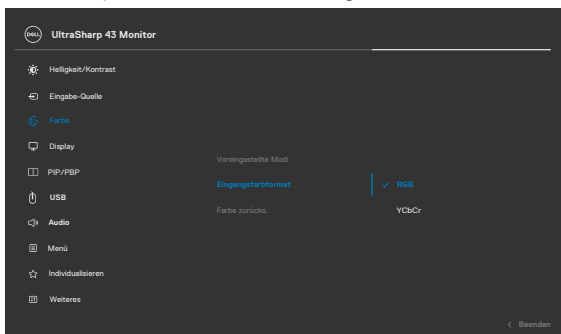 DELL UltraSharp 43 Monitor
Helligkeit/Kontrast
Eingabe-Quelle
Farbe
Display
PIP/PBP
USB
Audio
Menü
Individualisieren
Weiteres
Voreingestellte Modi
Eingangsfarbformat
Farbe zurücks.
RGB
YCbCr
Beenden